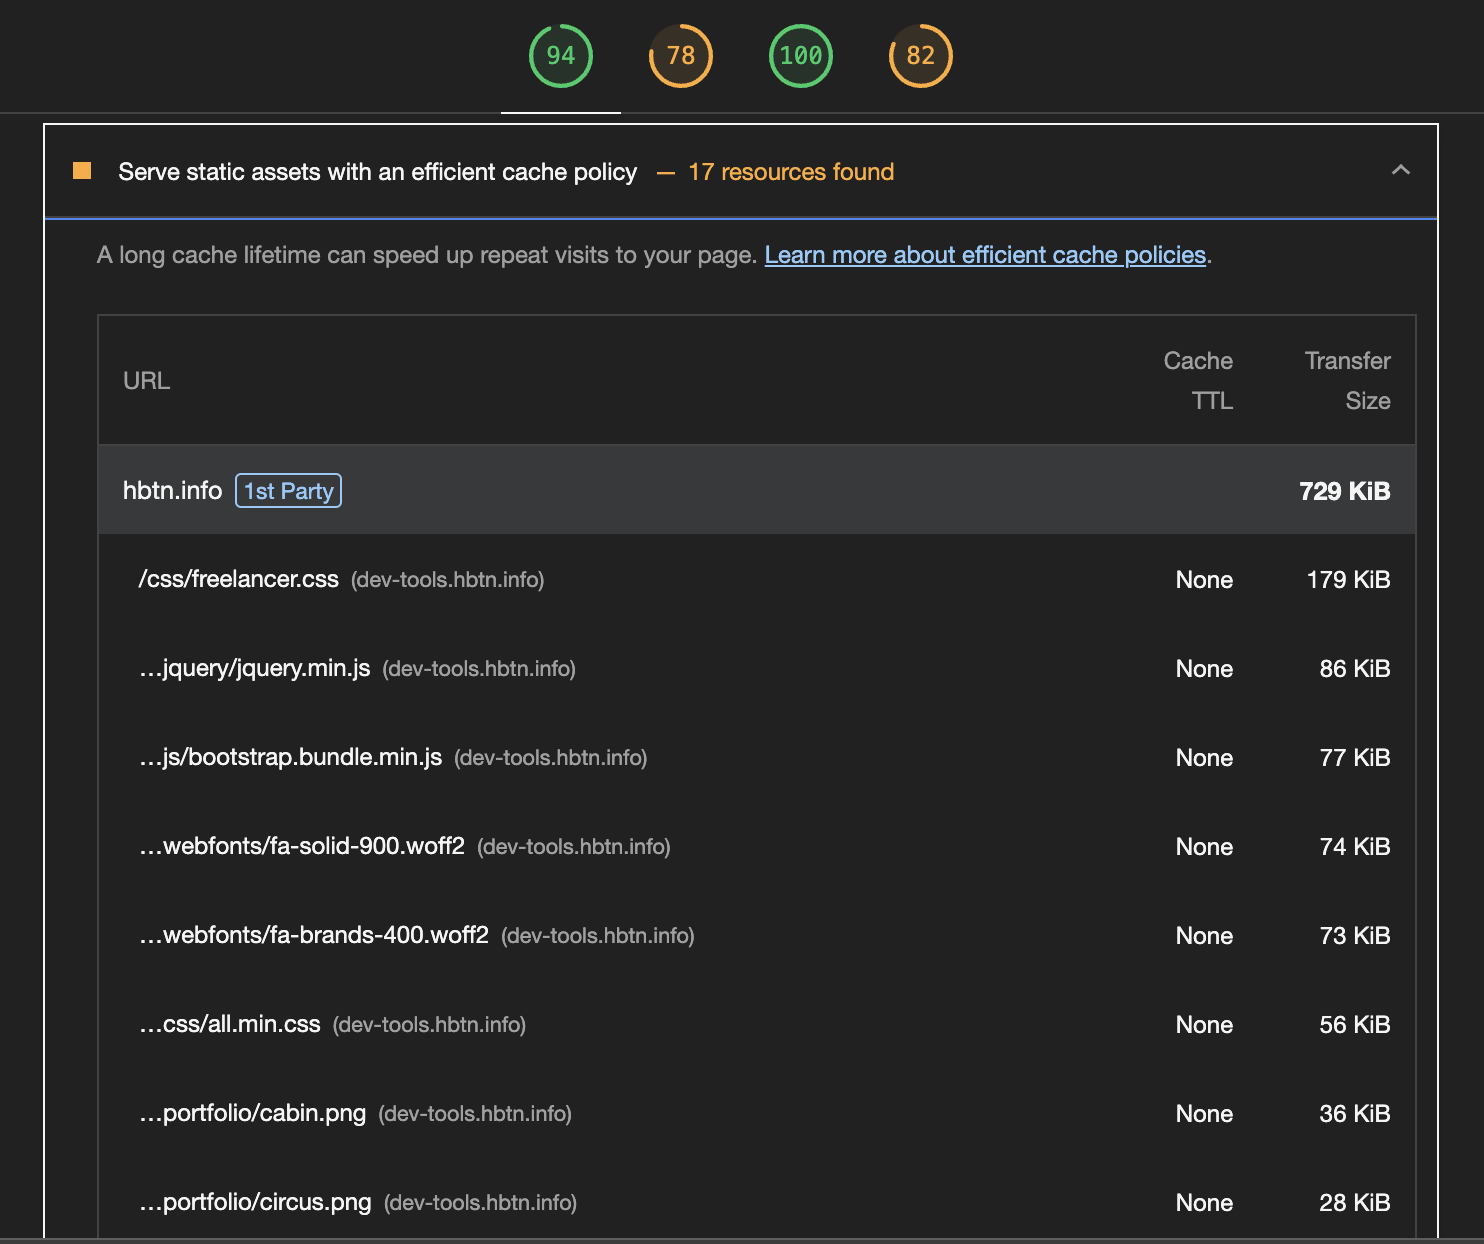 94 78 100 82
Serve static assets with an efficient cache policy — 17 resources found
A long cache lifetime can speed up repeat visits to your page. Learn more about efficient cache policies.
URL Cache TTL Transfer Size
hbtn.info 1st Party 729 KiB
/css/freelancer.css (dev-tools.hbtn.info) None 179 KiB
…jquery/jquery.min.js (dev-tools.hbtn.info) None 86 KiB
…js/bootstrap.bundle.min.js (dev-tools.hbtn.info) None 77 KiB
…webfonts/fa-solid-900.woff2 (dev-tools.hbtn.info) None 74 KiB
…webfonts/fa-brands-400.woff2 (dev-tools.hbtn.info) None 73 KiB
…css/all.min.css (dev-tools.hbtn.info) None 56 KiB
…portfolio/cabin.png (dev-tools.hbtn.info) None 36 KiB
…portfolio/circus.png (dev-tools.hbtn.info) None 28 KiB